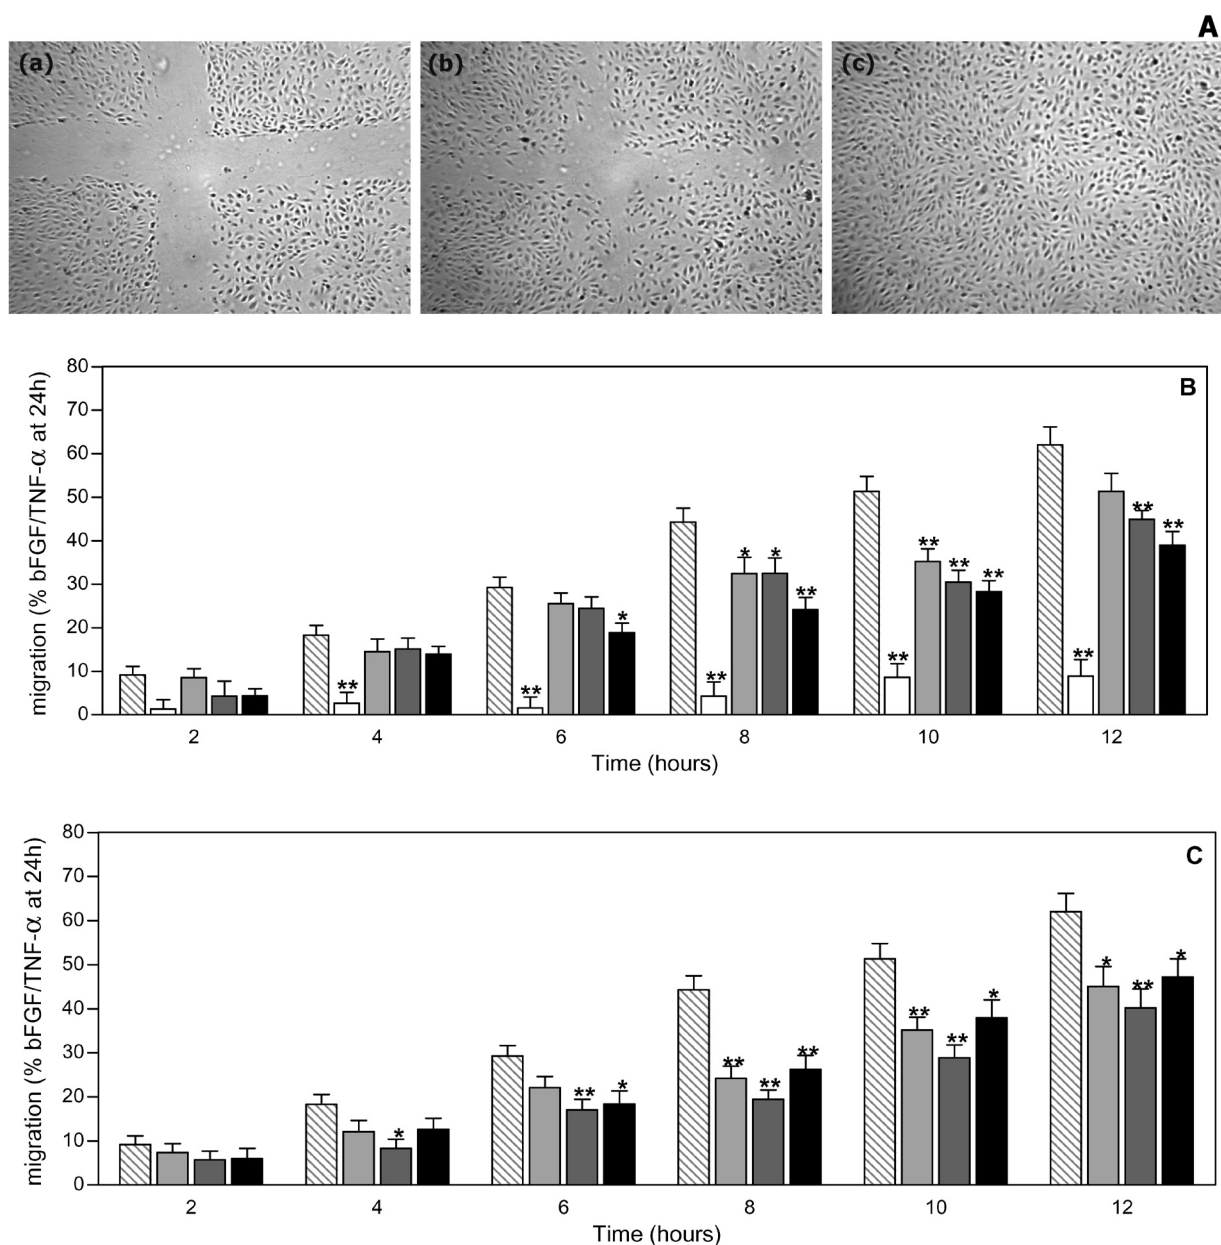 A
(a) (b) (c)
B
migration (% bFGF/TNF-α at 24h)
80
70
60
50
40
30
20
10
0
** ** * ** * * ** ** ** ** ** ** ** **
2 4 6 8 10 12
Time (hours)
C
migration (% bFGF/TNF-α at 24h)
80
70
60
50
40
30
20
10
0
* ** * ** ** ** ** ** * * ** *
2 4 6 8 10 12
Time (hours)